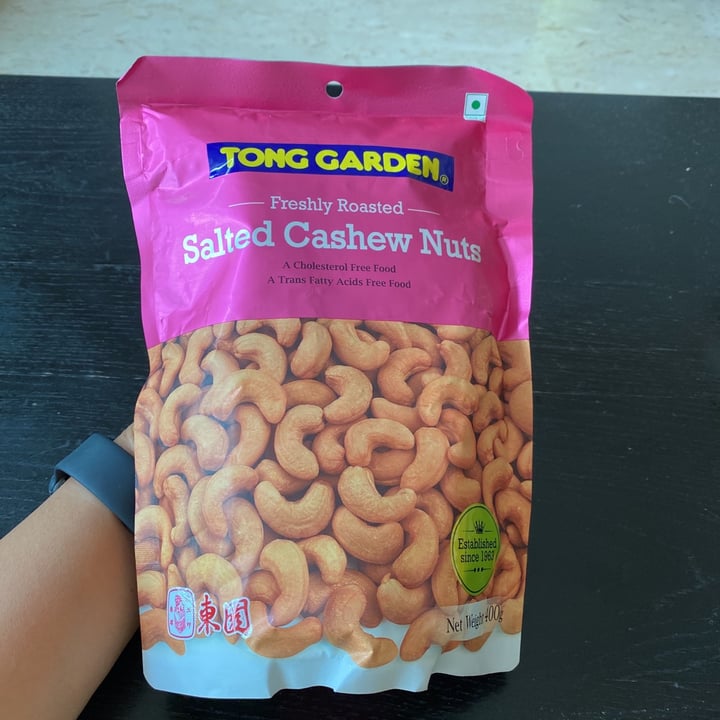 TONG GARDEN®
Freshly Roasted
Salted Cashew Nuts
A Cholesterol Free Food
A Trans Fatty Acids Free Food
Established
since 1963
東園
Net Weight 400g